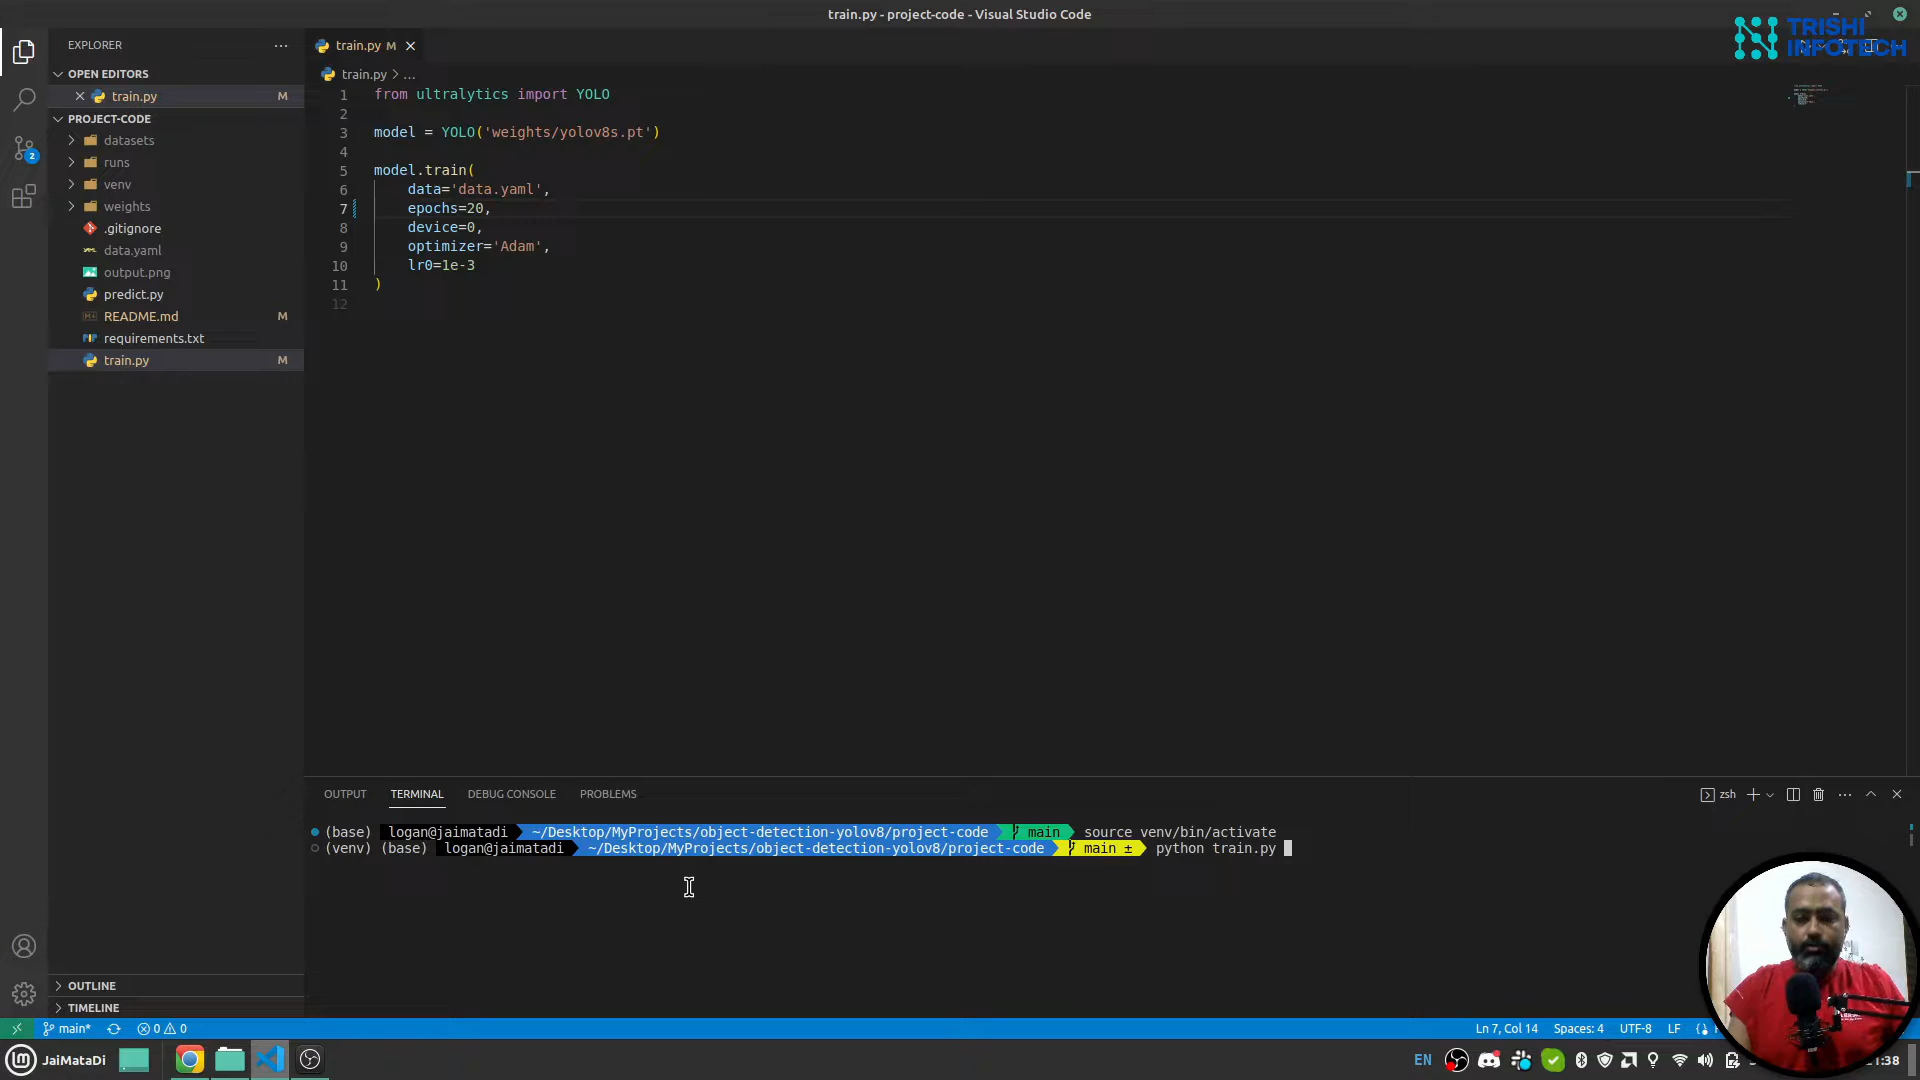 train.py - project-code - Visual Studio Code
TRISHI
INFOTECH
EXPLORER
OPEN EDITORS
train.py M
PROJECT-CODE
datasets
runs
venv
weights
.gitignore
data.yaml
output.png
predict.py
README.md M
requirements.txt
train.py M
OUTLINE
TIMELINE
2
train.py M
train.py > ...
1 from ultralytics import YOLO
2
3 model = YOLO('weights/yolov8s.pt')
4
5 model.train(
6 data='data.yaml',
7 epochs=20,
8 device=0,
9 optimizer='Adam',
10 lr0=1e-3
11 )
12
OUTPUT TERMINAL DEBUG CONSOLE PROBLEMS
zsh
(base) logan@jaimatadi ~/Desktop/MyProjects/object-detection-yolov8/project-code main source venv/bin/activate
(venv) (base) logan@jaimatadi ~/Desktop/MyProjects/object-detection-yolov8/project-code main ± python train.py
main* 0 0
Ln 7, Col 14 Spaces: 4 UTF-8 LF
JaiMataDi
EN
:38